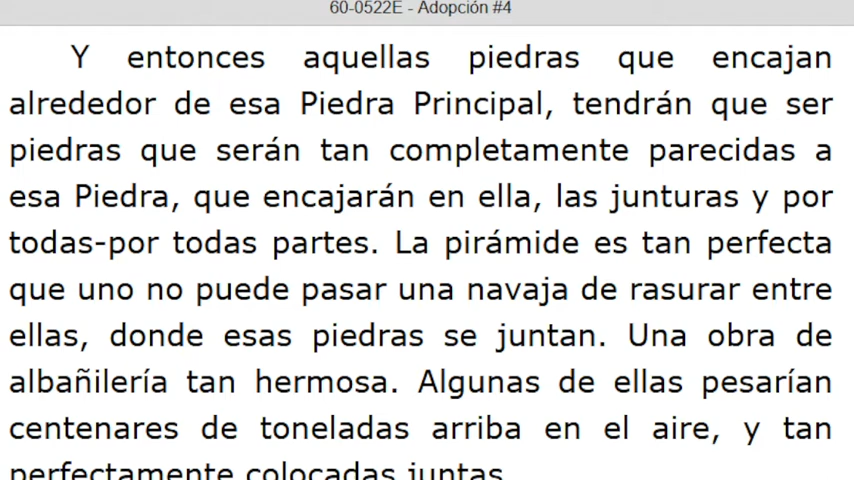 60-0522E - Adopción #4
Y entonces aquellas piedras que encajan
alrededor de esa Piedra Principal, tendrán que ser
piedras que serán tan completamente parecidas a
esa Piedra, que encajarán en ella, las junturas y por
todas-por todas partes. La pirámide es tan perfecta
que uno no puede pasar una navaja de rasurar entre
ellas, donde esas piedras se juntan. Una obra de
albañilería tan hermosa. Algunas de ellas pesarían
centenares de toneladas arriba en el aire, y tan
perfectamente colocadas juntas.